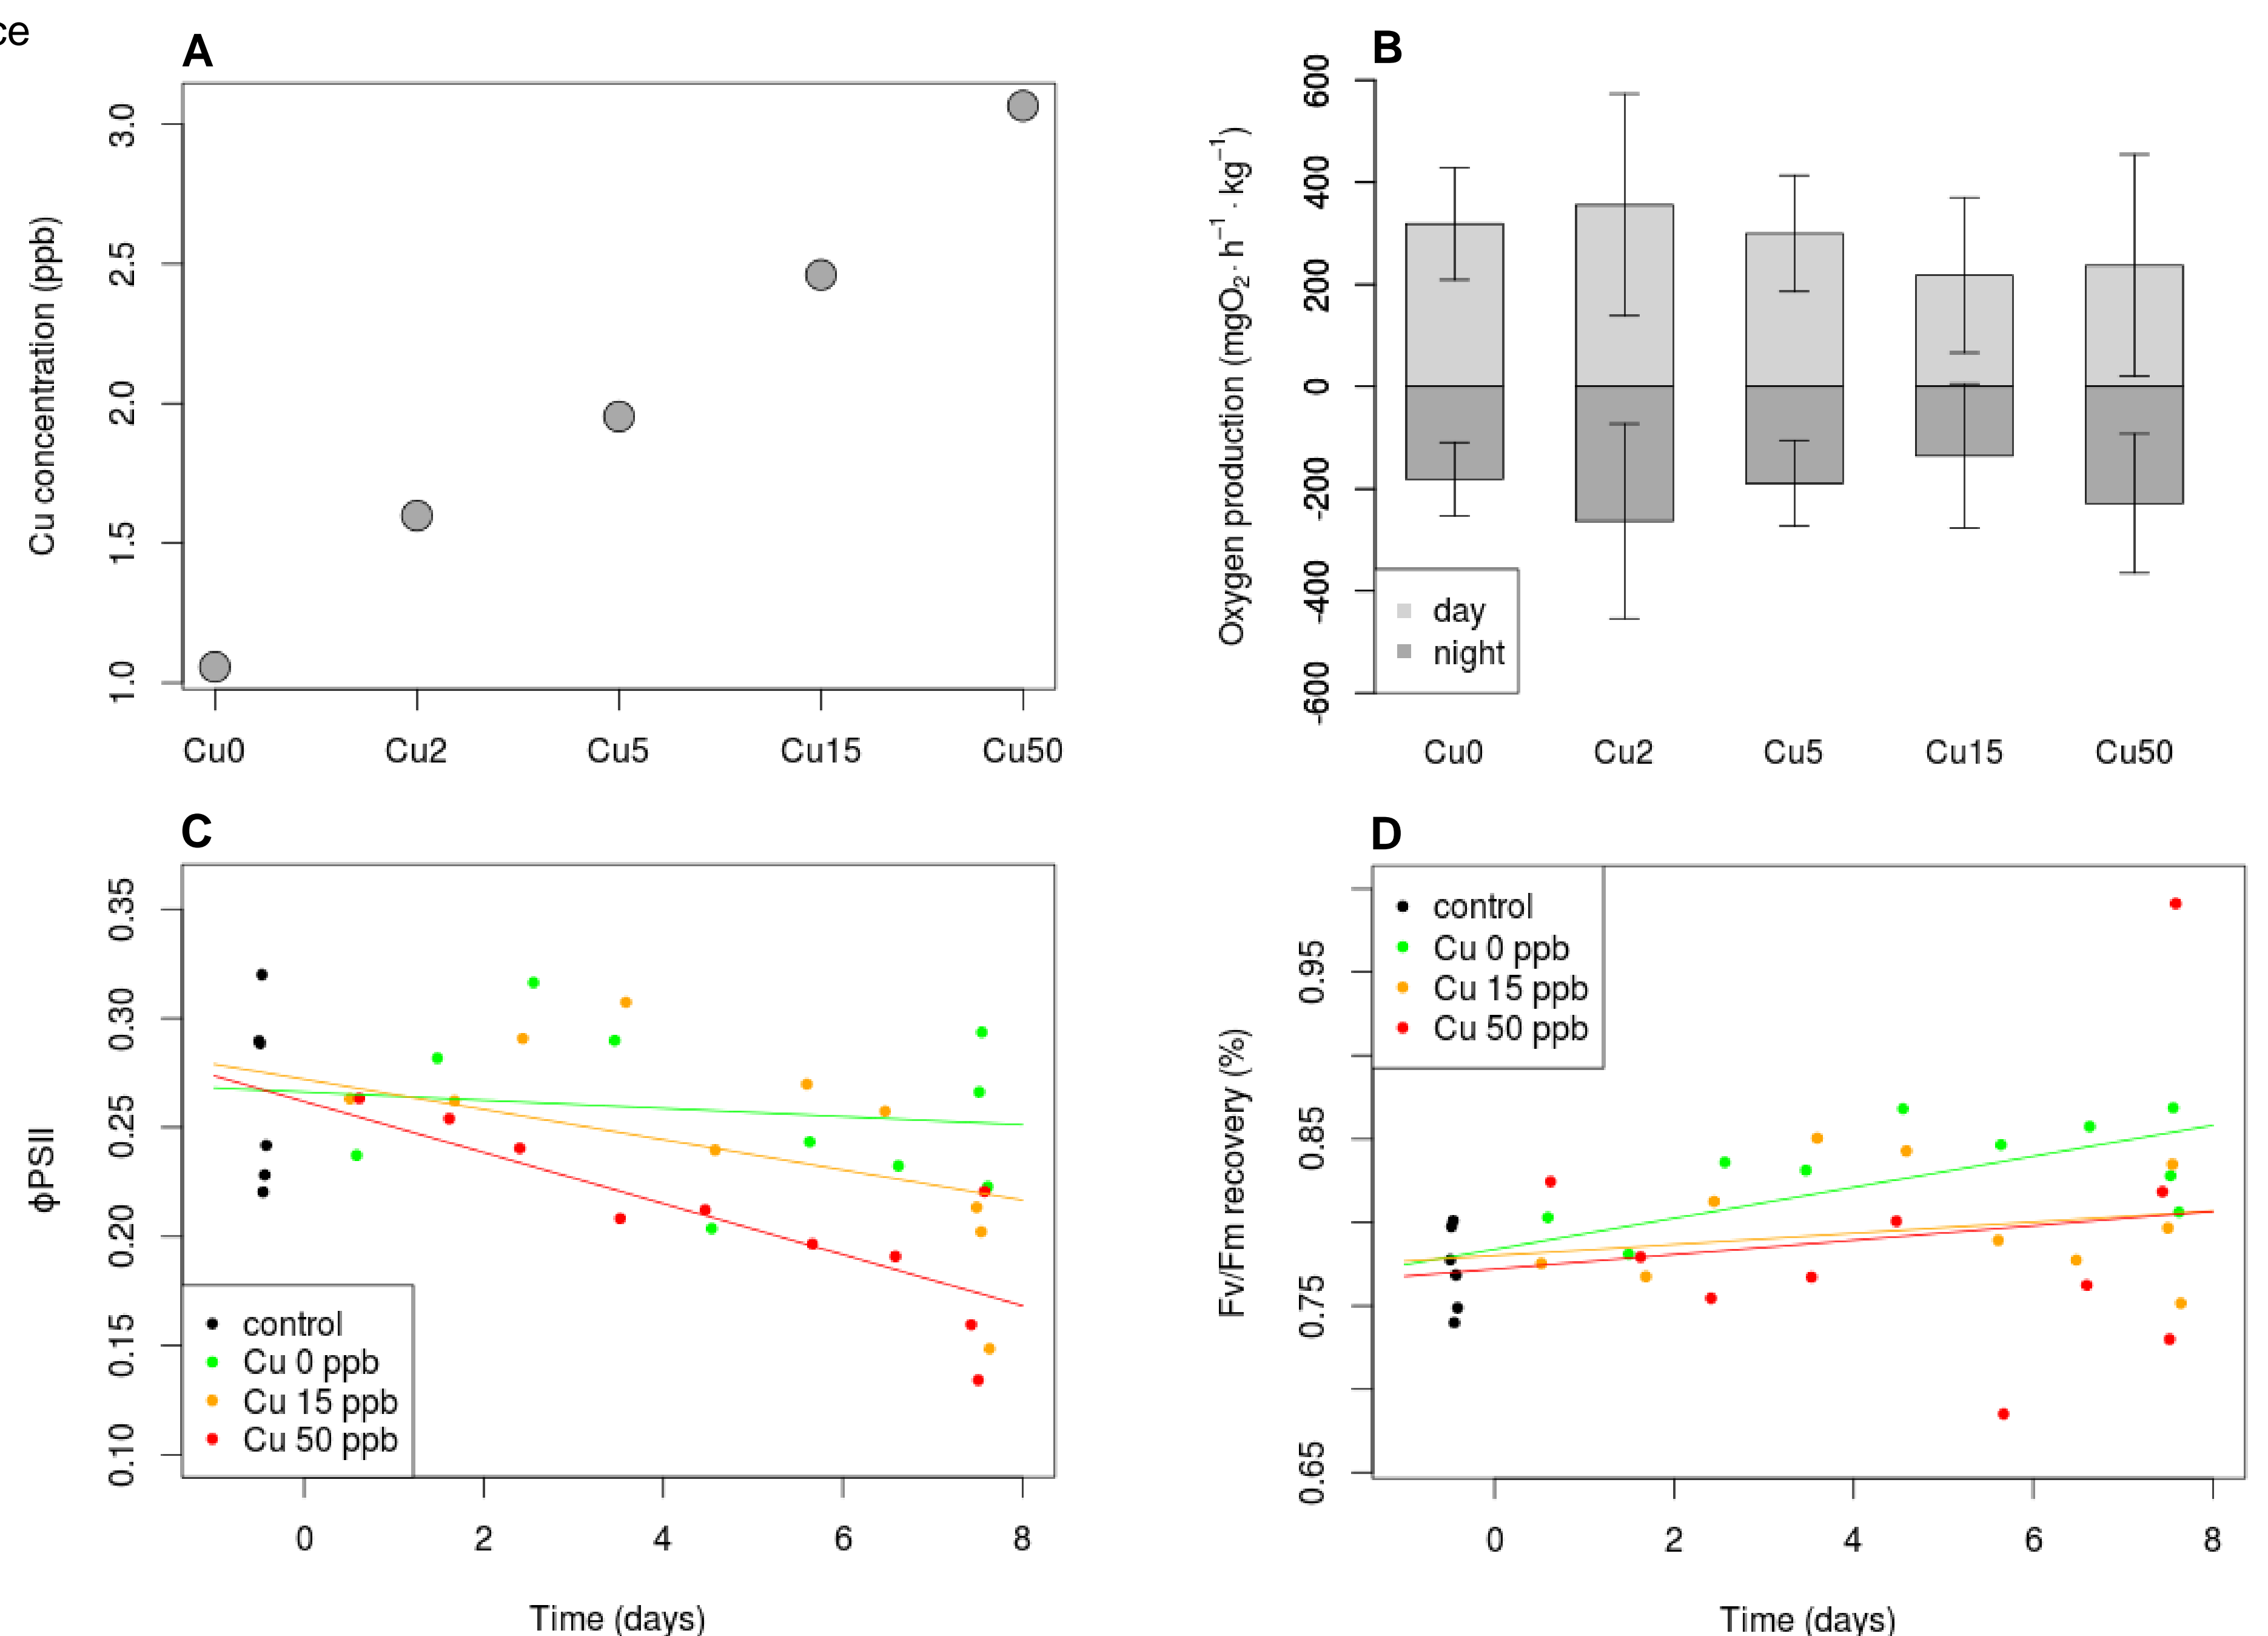 ce
A
Cu concentration (ppb)
3.0
2.5
2.0
1.5
1.0
Cu0 Cu2 Cu5 Cu15 Cu50
B
Oxygen production (mgO₂· h⁻¹ · kg⁻¹)
600
400
200
0
-200
-400
-600
day
night
Cu0 Cu2 Cu5 Cu15 Cu50
C
ϕPSII
0.35
0.30
0.25
0.20
0.15
0.10
control
Cu 0 ppb
Cu 15 ppb
Cu 50 ppb
0 2 4 6 8
Time (days)
D
Fv/Fm recovery (%)
0.95
0.85
0.75
0.65
control
Cu 0 ppb
Cu 15 ppb
Cu 50 ppb
0 2 4 6 8
Time (days)